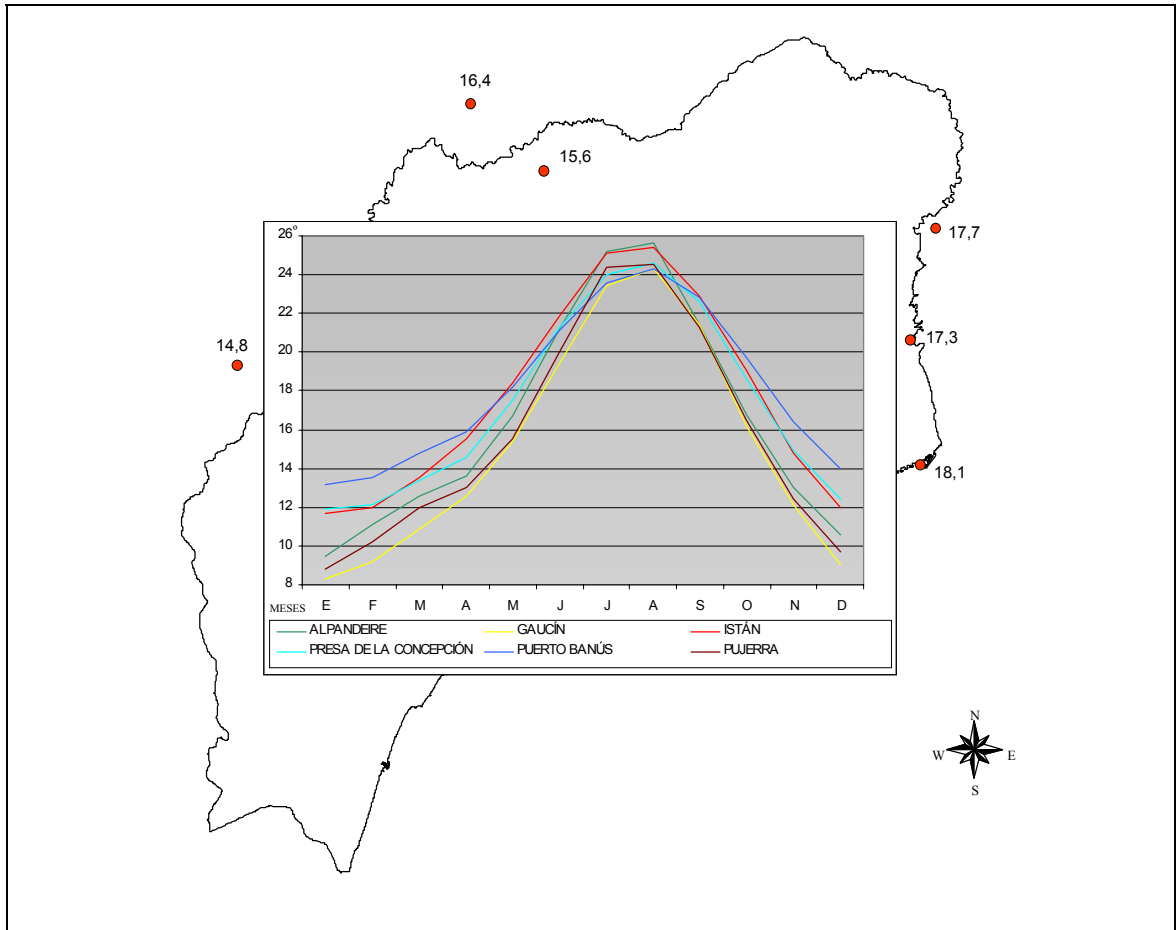 16,4
15,6
17,7
17,3
14,8
18,1
26°
24
22
20
18
16
14
12
10
8
MESES E F M A M J J A S O N D
ALPANDEIRE GAUCÍN ISTÁN
PRESA DE LA CONCEPCIÓN PUERTO BANÚS PUJERRA
N
W E
S